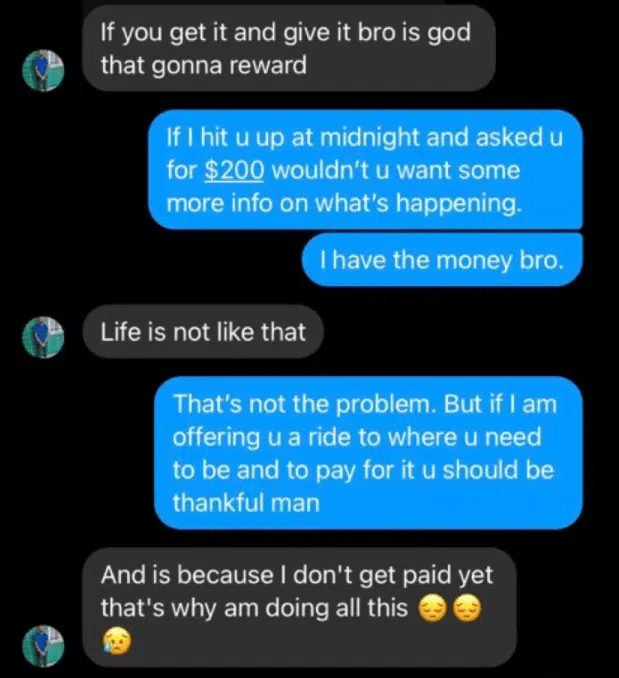 If you get it and give it bro is god
that gonna reward
If I hit u up at midnight and asked u
for $200 wouldn’t u want some
more info on what’s happening.
I have the money bro.
Life is not like that
That’s not the problem. But if I am
offering u a ride to where u need
to be and to pay for it u should be
thankful man
And is because I don't get paid yet
that's why am doing all this 😔😔
😥